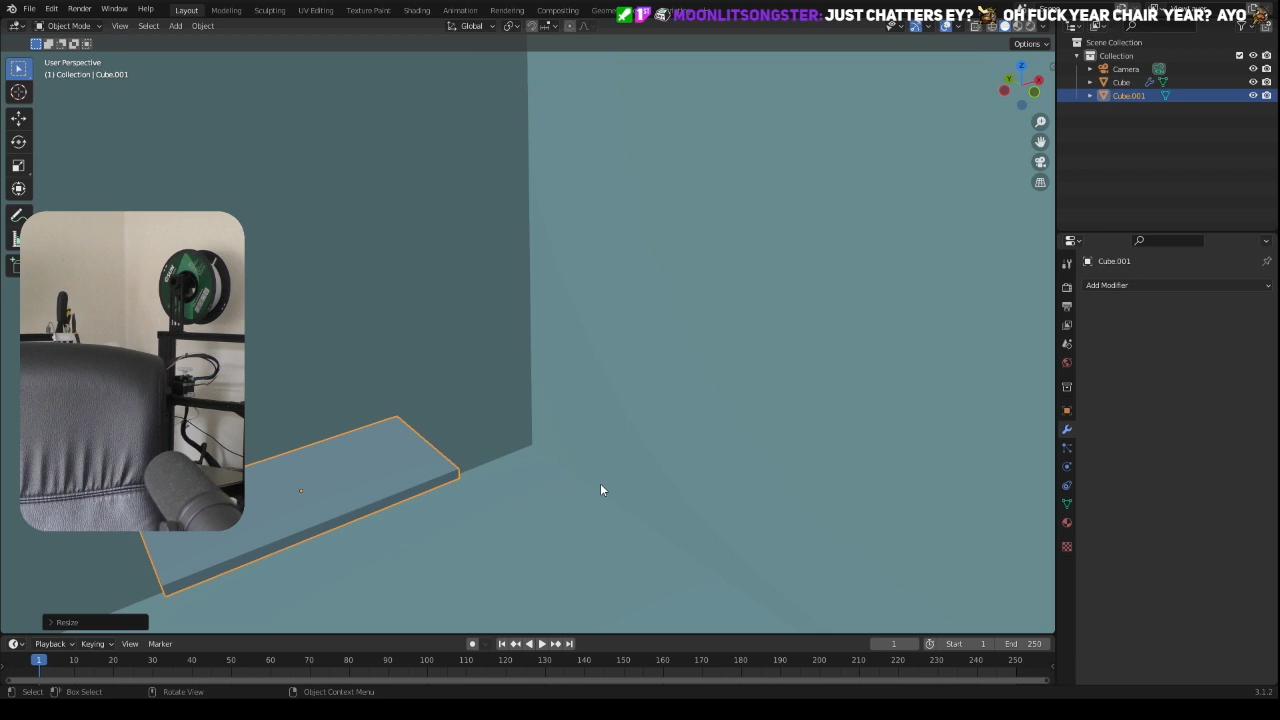 MOONLITSONGSTER: JUST CHATTERS EY? OH FUCK YEAR CHAIR YEAR? AYO
File Edit Render Window Help Layout Modeling Sculpting UV Editing Texture Paint Shading Animation Rendering Compositing
Object Mode View Select Add Object Global
Options
User Perspective
(1) Collection | Cube.001
Scene Collection
Collection
Camera
Cube
Cube.001
Cube.001
Add Modifier
Resize
Playback Keying View Marker 1 Start 1 End 250
1 10 20 30 40 50 60 70 80 90 100 110 120 130 140 150 160 170 180 190 200 210 220 230 240 250
Select Box Select Rotate View Object Context Menu 3.1.2